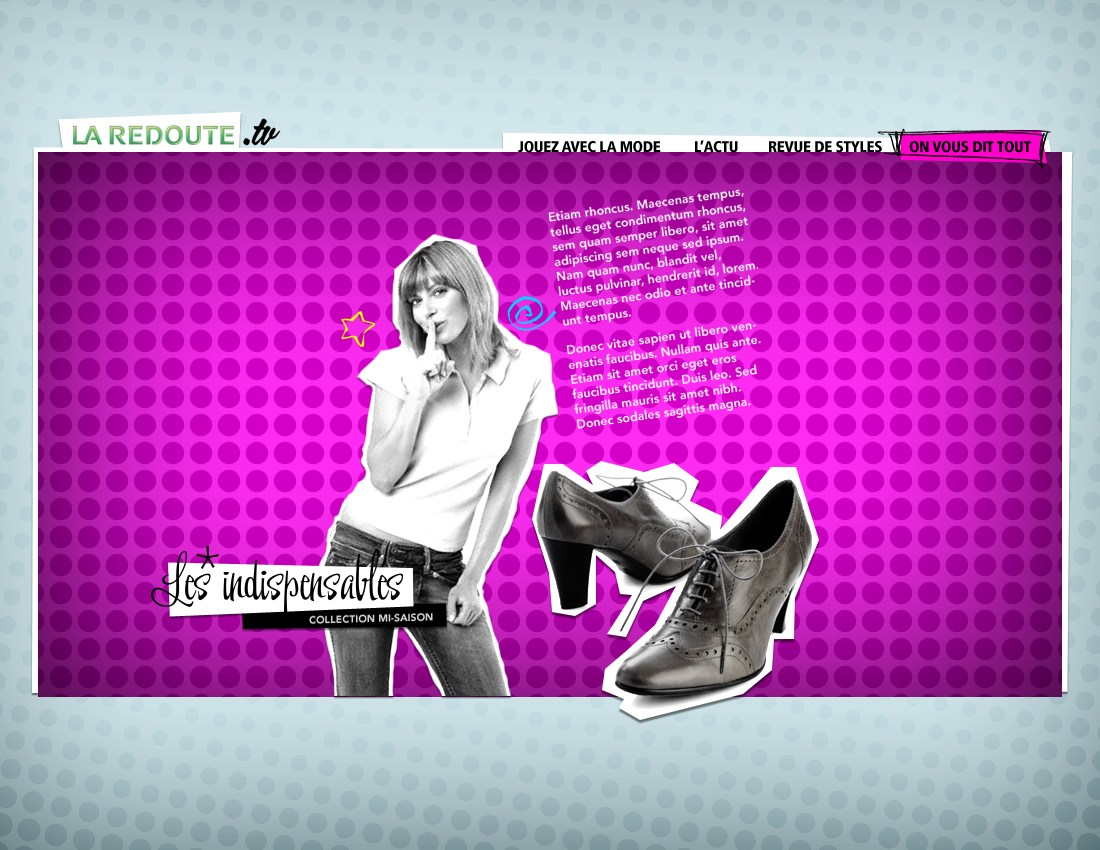 LA REDOUTE .tv
JOUEZ AVEC LA MODE
L'ACTU
REVUE DE STYLES
ON VOUS DIT TOUT
Etiam rhoncus. Maecenas tempus,
tellus eget condimentum rhoncus,
sem quam semper libero, sit amet
adipiscing sem neque sed ipsum.
Nam quam nunc, blandit vel,
luctus pulvinar, hendrerit id, lorem.
Maecenas nec odio et ante tincid-
unt tempus.
Donec vitae sapien ut libero ven-
enatis faucibus. Nullam quis ante.
Etiam sit amet orci eget eros
faucibus tincidunt. Duis leo. Sed
fringilla mauris sit amet nibh.
Donec sodales sagittis magna.
Les* indispensables
COLLECTION MI-SAISON